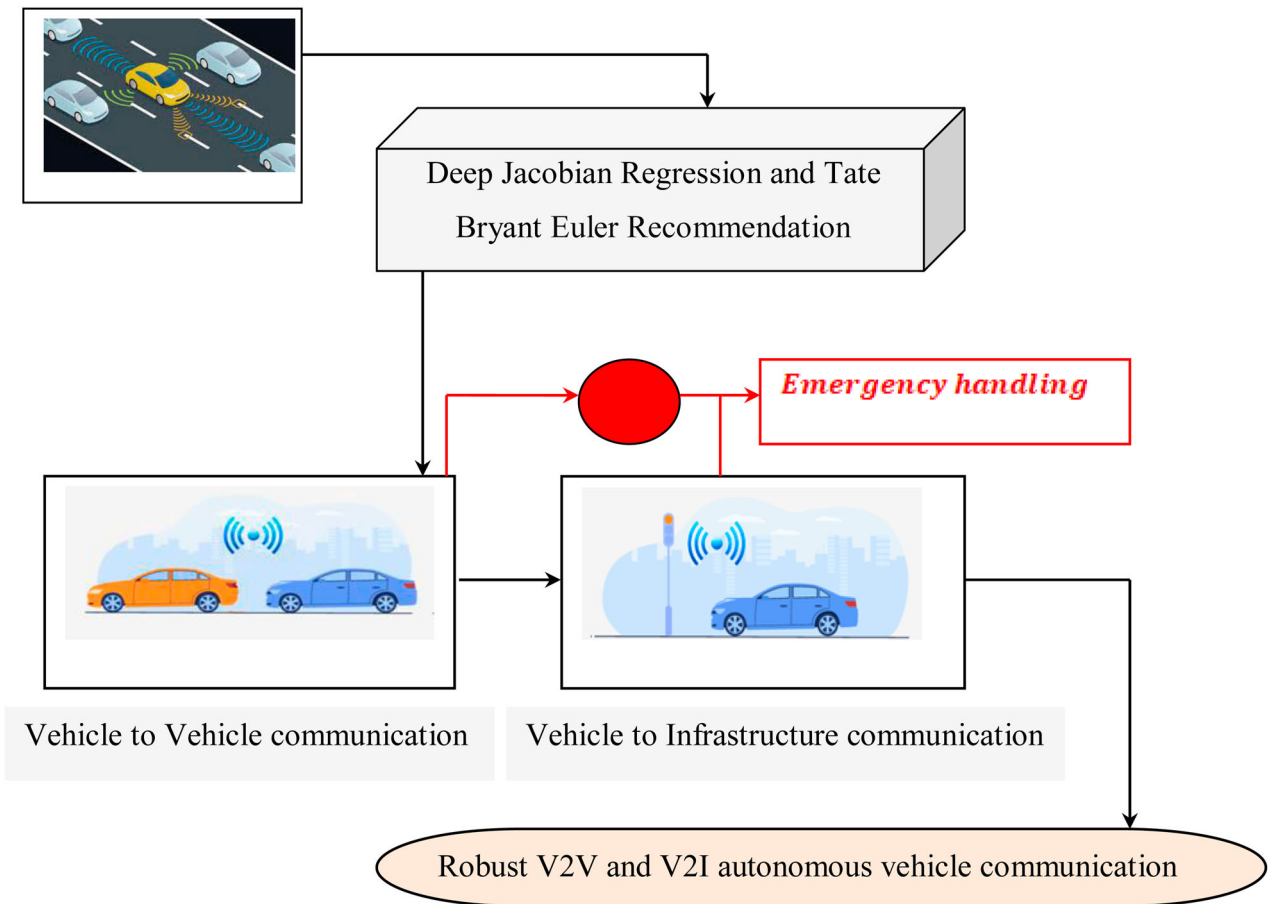 Deep Jacobian Regression and Tate
Bryant Euler Recommendation
Emergency handling
Vehicle to Vehicle communication
Vehicle to Infrastructure communication
Robust V2V and V2I autonomous vehicle communication